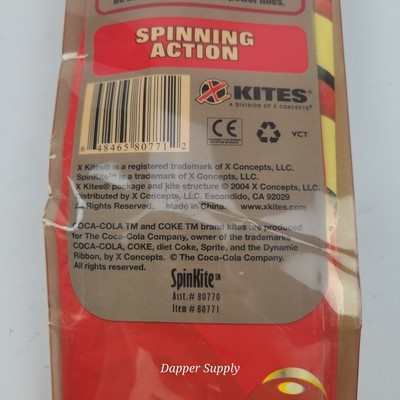 SPINNING
ACTION
X KITES®
A DIVISION OF X CONCEPTS®
6 48465 80771 2
CE
VCT
X Kites® is a registered trademark of X Concepts, LLC.
SpinKite™ is a trademark of X Concepts, LLC.
X Kites® package and kite structure © 2004 X Concepts, LLC.
Distributed by X Concepts, LLC. Escondido, CA 92029
All Rights Reserved. Made in China. www.xkites.com
COCA-COLA TM and COKE TM brand kites are produced
for The Coca-Cola Company, owner of the trademarks
COCA-COLA, COKE, diet Coke, Sprite, and the Dynamic
Ribbon, by X Concepts. © The Coca-Cola Company.
All rights reserved.
SpinKite™
Asst. # 80770
Item # 80771
Dapper Supply